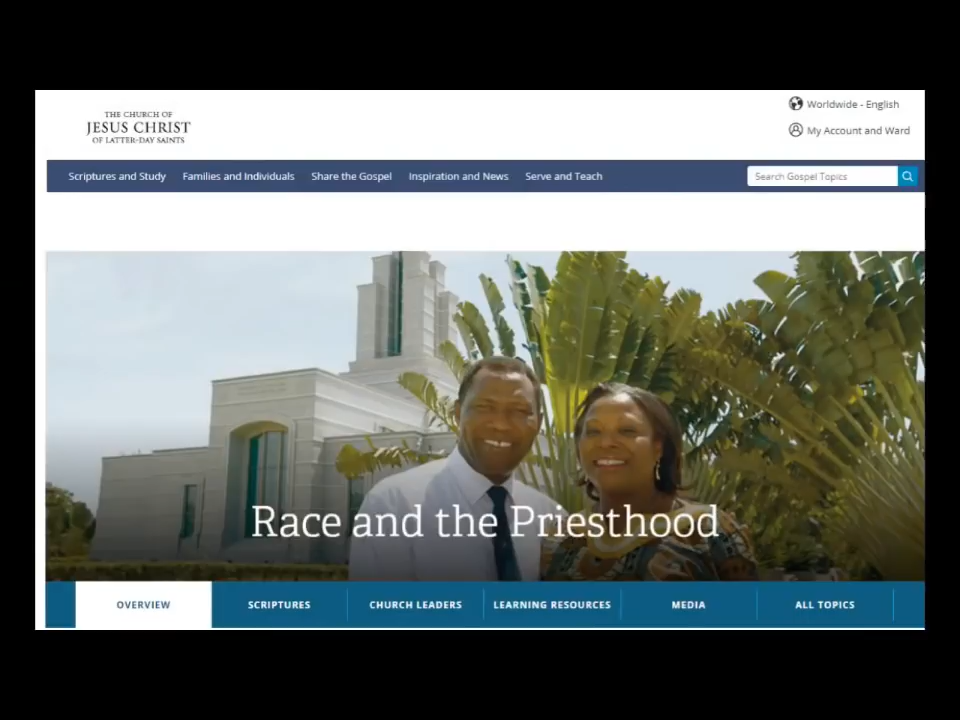 THE CHURCH OF
JESUS CHRIST
OF LATTER-DAY SAINTS
Worldwide - English
My Account and Ward
Scriptures and Study
Families and Individuals
Share the Gospel
Inspiration and News
Serve and Teach
Search Gospel Topics
Race and the Priesthood
OVERVIEW
SCRIPTURES
CHURCH LEADERS
LEARNING RESOURCES
MEDIA
ALL TOPICS